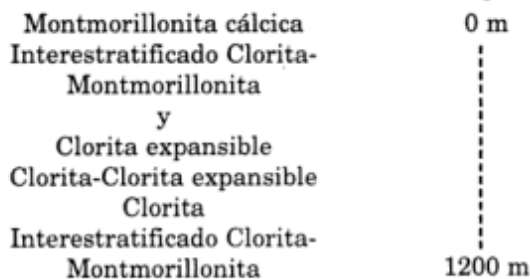 Montmorillonita cálcica 0 m
Interestratificado Clorita-
Montmorillonita
y
Clorita expansible
Clorita-Clorita expansible
Clorita
Interestratificado Clorita-
Montmorillonita 1200 m